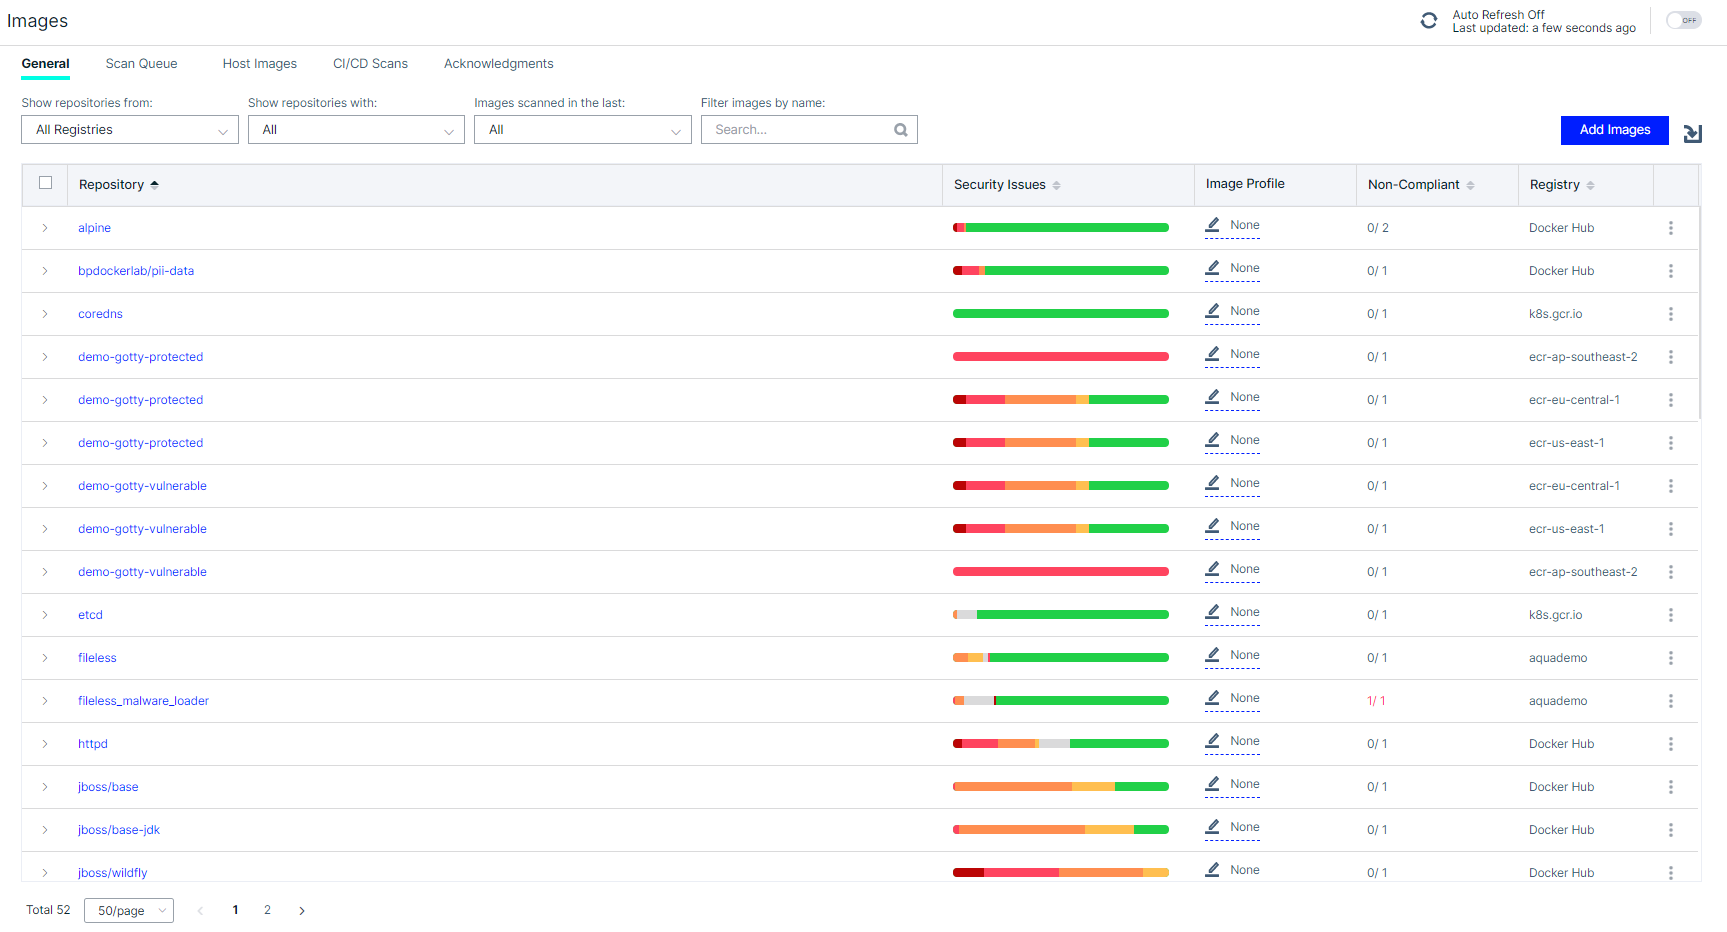 Images
Auto Refresh Off
Last updated: a few seconds ago
OFF
General Scan Queue Host Images CI/CD Scans Acknowledgments
Show repositories from: Show repositories with: Images scanned in the last: Filter images by name:
All Registries All All Search...
Add Images
Repository Security Issues Image Profile Non-Compliant Registry
alpine None 0/ 2 Docker Hub
bpdockerlab/pii-data None 0/ 1 Docker Hub
coredns None 0/ 1 k8s.gcr.io
demo-gotty-protected None 0/ 1 ecr-ap-southeast-2
demo-gotty-protected None 0/ 1 ecr-eu-central-1
demo-gotty-protected None 0/ 1 ecr-us-east-1
demo-gotty-vulnerable None 0/ 1 ecr-eu-central-1
demo-gotty-vulnerable None 0/ 1 ecr-us-east-1
demo-gotty-vulnerable None 0/ 1 ecr-ap-southeast-2
etcd None 0/ 1 k8s.gcr.io
fileless None 0/ 1 aquademo
fileless_malware_loader None 1/ 1 aquademo
httpd None 0/ 1 Docker Hub
jboss/base None 0/ 1 Docker Hub
jboss/base-jdk None 0/ 1 Docker Hub
jboss/wildfly None 0/ 1 Docker Hub
Total 52 50/page 1 2